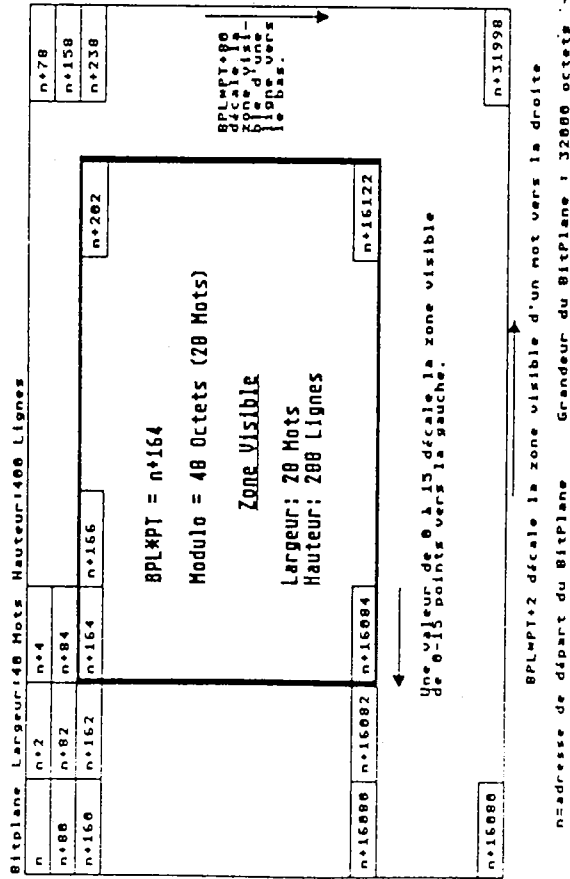 Bitplane Largeur:40 Mots Hauteur:400 Lignes
n n+2 n+4 n+78
n+80 n+82 n+84 n+158
n+160 n+162 n+164 n+166 n+202 n+238
BPL*PT = n+164
Modulo = 40 Octets (20 Mots)
Zone Visible
Largeur: 20 Mots
Hauteur: 200 Lignes
BPL*PT+80
décale la
zone visi-
ble d'une
ligne vers
le bas.
n+16080 n+16082 n+16084 n+16122
Une valeur de 0 à 15 décale la zone visible
de 0-15 points vers la gauche.
n+16080 n+31998
BPL*PT+2 décale la zone visible d'un mot vers la droite
n=adresse de départ du BitPlane Grandeur du BitPlane : 32000 octets